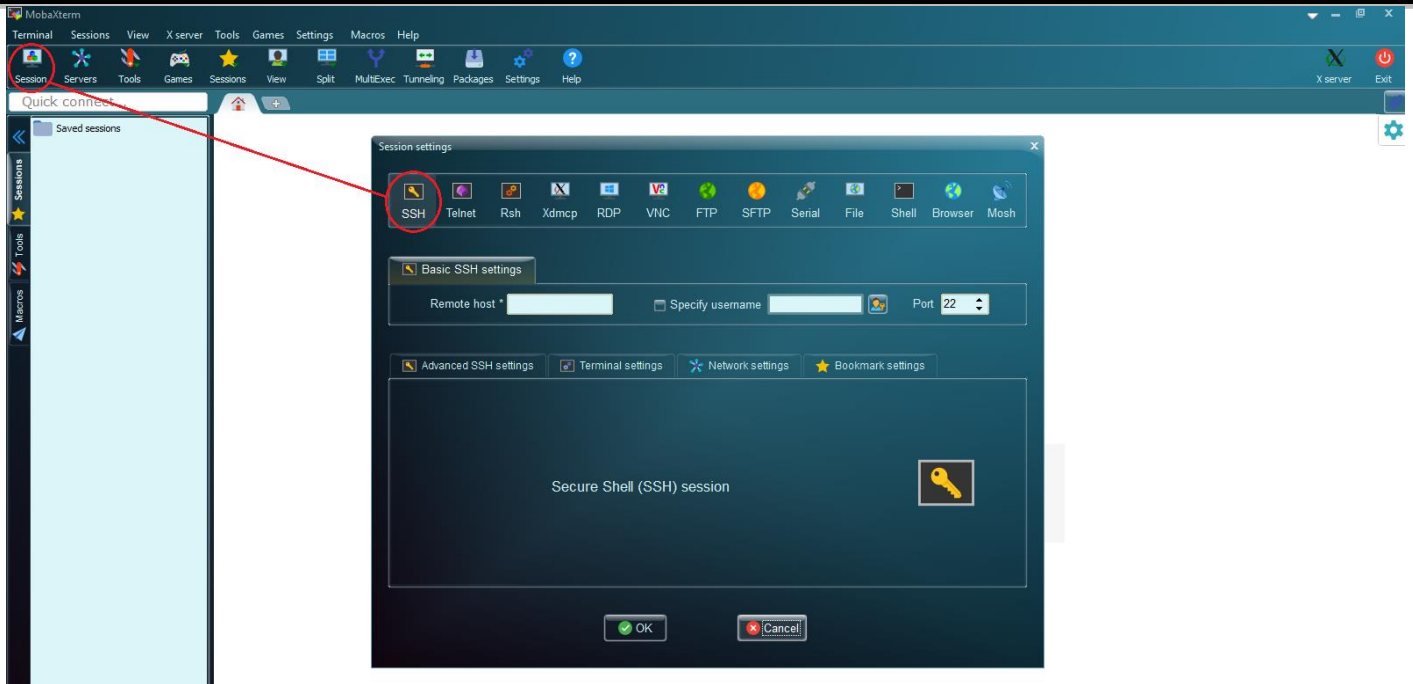 MobaXterm
Terminal Sessions View X server Tools Games Settings Macros Help
Session Servers Tools Games Sessions View Split MultiExec Tunneling Packages Settings Help X server Exit
Quick connect...
Saved sessions
Sessions
Tools
Macros
Session settings
SSH Telnet Rsh Xdmcp RDP VNC FTP SFTP Serial File Shell Browser Mosh
Basic SSH settings
Remote host * Specify username Port 22
Advanced SSH settings Terminal settings Network settings Bookmark settings
Secure Shell (SSH) session
OK Cancel